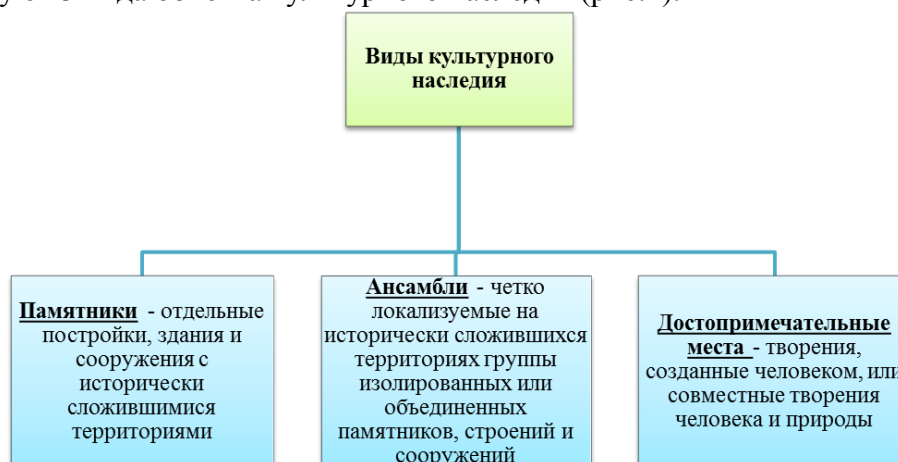 Виды культурного
наследия
Памятники - отдельные
постройки, здания и
сооружения с
исторически
сложившимися
территориями
Ансамбли - четко
локализуемые на
исторически сложившихся
территориях группы
изолированных или
объединенных
памятников, строений и
сооружений
Достопримечательные
места - творения,
созданные человеком, или
совместные творения
человека и природы